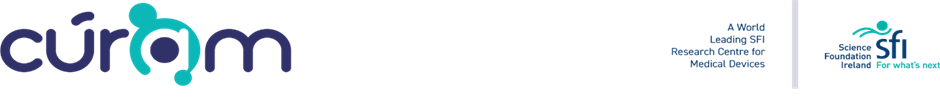 cúram
A World
Leading SFI
Research Centre for
Medical Devices
Science
Foundation
Ireland
sfi
For what's next